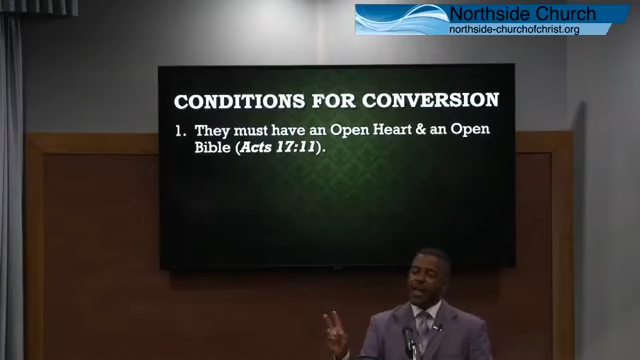 Northside Church
northside-churchofchrist.org
CONDITIONS FOR CONVERSION
1. They must have an Open Heart & an Open
Bible (Acts 17:11).